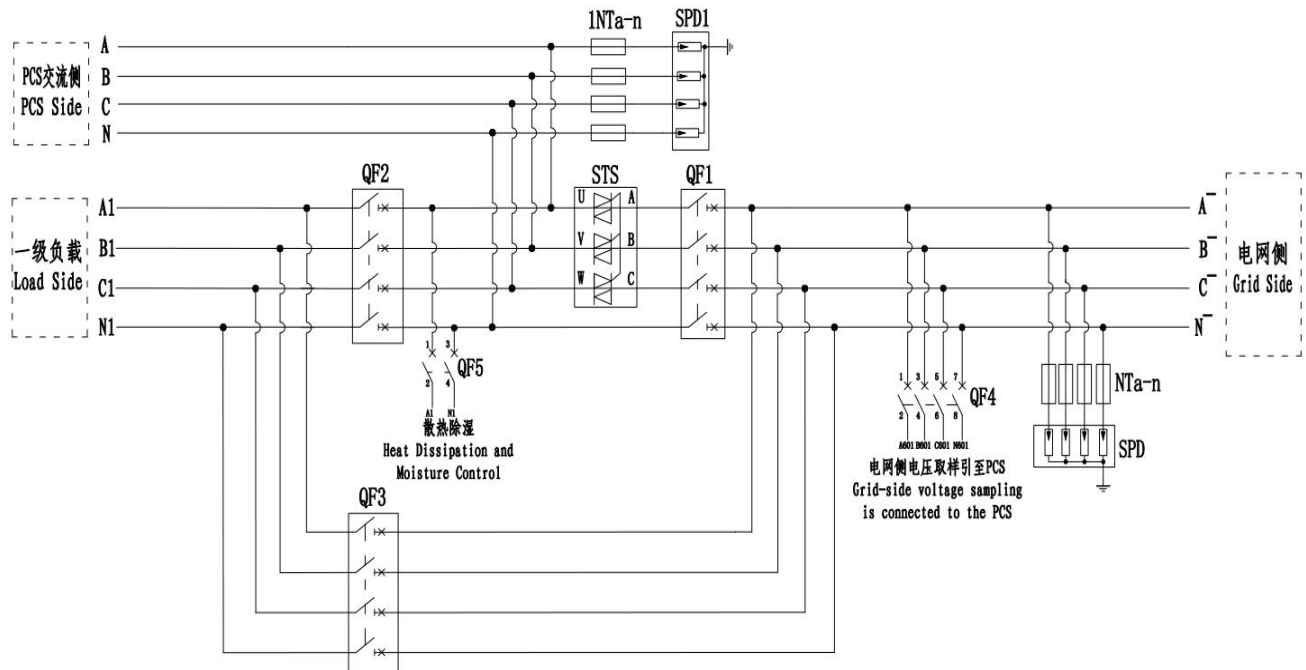 1NTa-n
SPD1
A
B
C
N
PCS交流侧
PCS Side
QF2
STS
QF1
U
A
V
B
W
C
A1
B1
C1
N1
一级负载
Load Side
A
B
C
N
电网侧
Grid Side
1
3
2
4
QF5
A1
N1
散热除湿
Heat Dissipation and
Moisture Control
1
3
5
7
2
4
6
8
QF4
A601
B601
C601
N601
电网侧电压取样引至PCS
Grid-side voltage sampling
is connected to the PCS
NTa-n
SPD
QF3